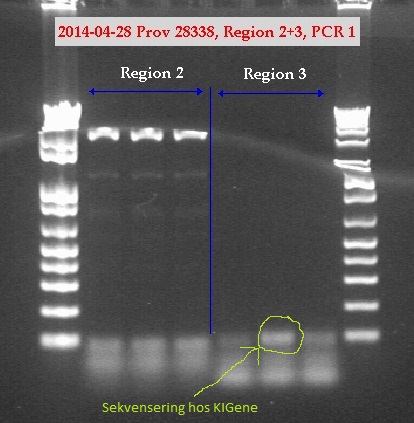 2014-04-28 Prov 28338, Region 2+3, PCR 1
Region 2
Region 3
Sekvensering hos KIGene